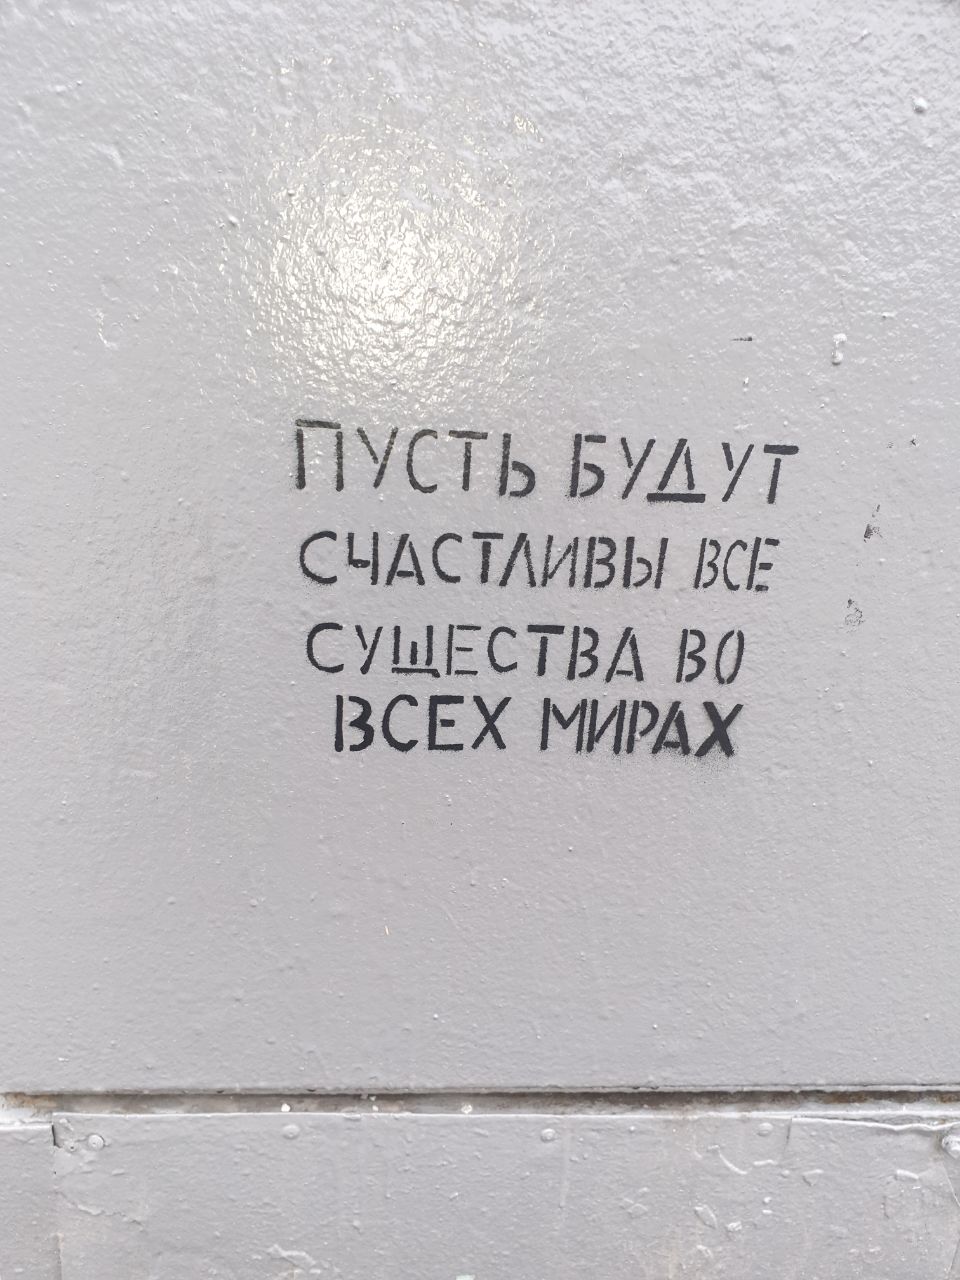 ПУСТЬ БУДУТ
СЧАСТЛИВЫ ВСЕ
СУЩЕСТВА ВО
ВСЕХ МИРАХ